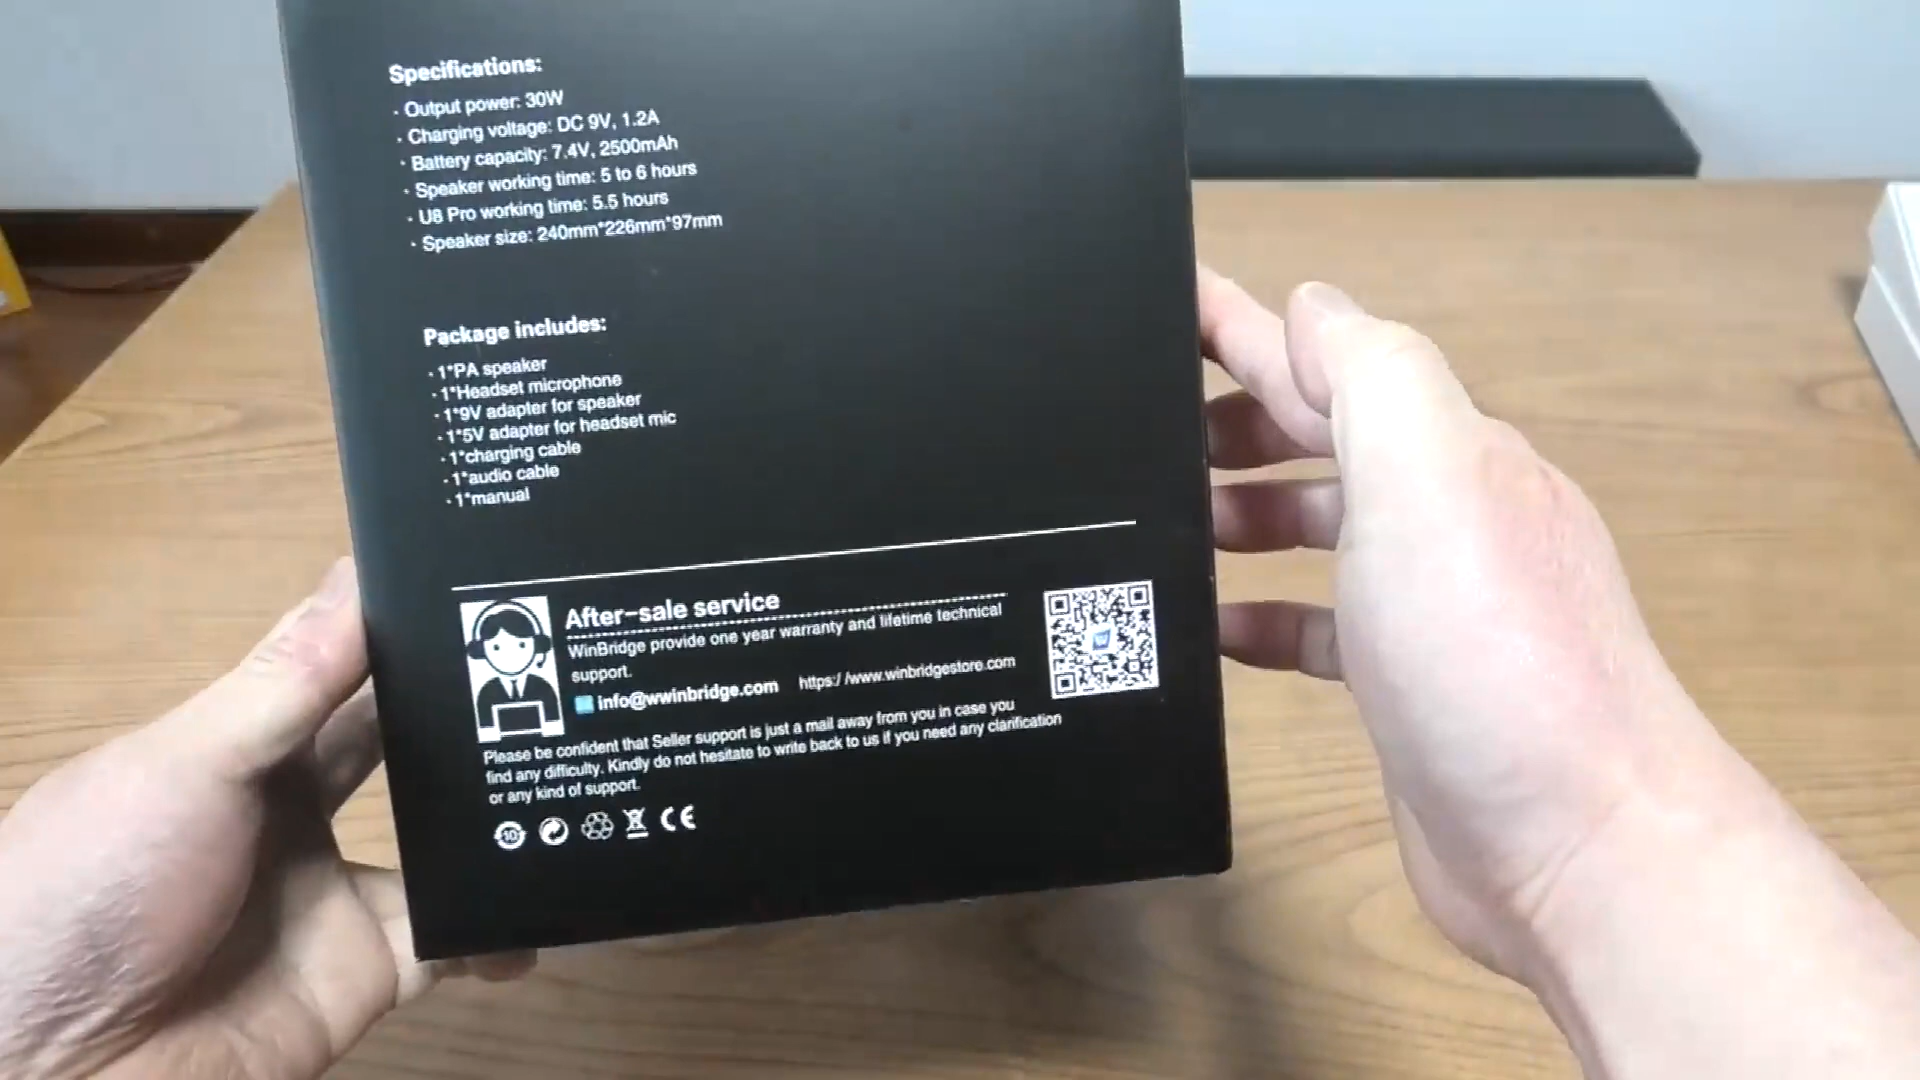 Specifications:
· Output power: 30W
· Charging voltage: DC 9V, 1.2A
· Battery capacity: 7.4V, 2500mAh
· Speaker working time: 5 to 6 hours
· U8 Pro working time: 5.5 hours
· Speaker size: 240mm*226mm*97mm
Package includes:
· 1*PA speaker
· 1*Headset microphone
· 1*9V adapter for speaker
· 1*5V adapter for headset mic
· 1*charging cable
· 1*audio cable
· 1*manual
After-sale service
WinBridge provide one year warranty and lifetime technical
support.
info@wwinbridge.com https:/ /www.winbridgestore.com
Please be confident that Seller support is just a mail away from you in case you
find any difficulty. Kindly do not hesitate to write back to us if you need any clarification
or any kind of support.
10 CE